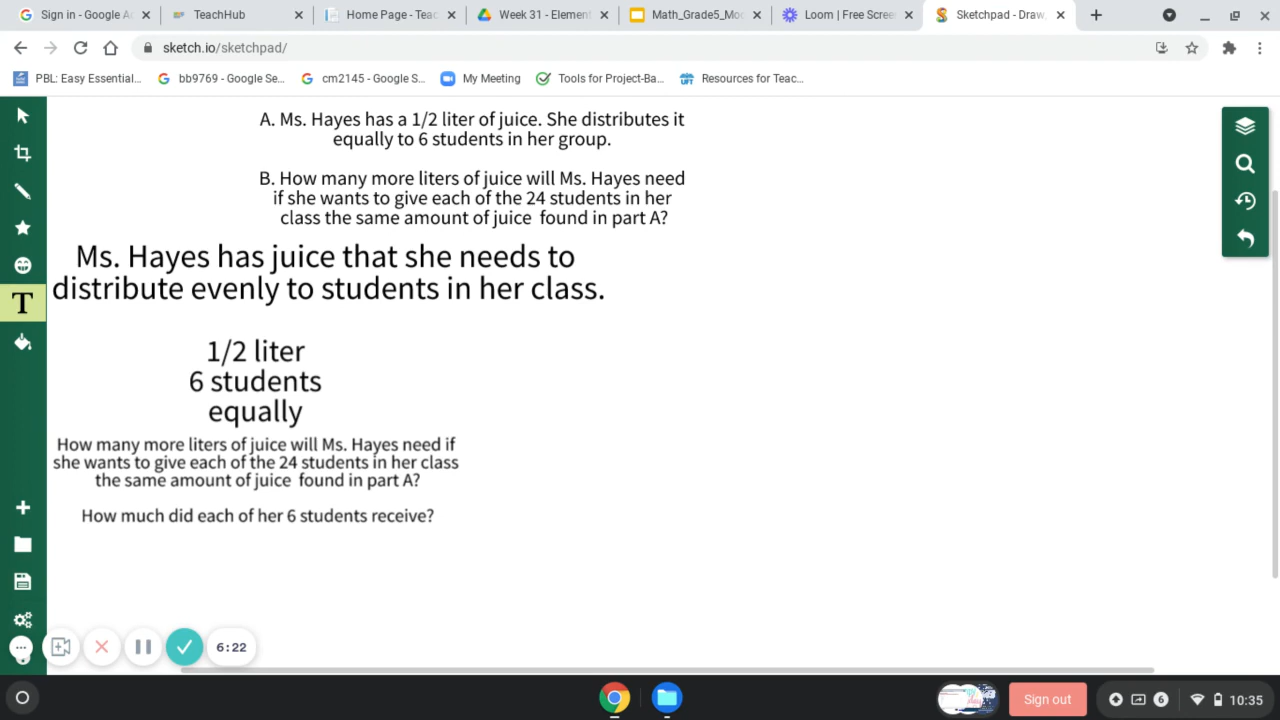 Sign in - Google Ac
TeachHub
Home Page - Teac
Week 31 - Element
Math_Grade5_Mod
Loom | Free Scree
Sketchpad - Draw,
sketch.io/sketchpad/
PBL: Easy Essential...
bb9769 - Google Se...
cm2145 - Google S...
My Meeting
Tools for Project-Ba...
Resources for Teac...
A. Ms. Hayes has a 1/2 liter of juice. She distributes it
equally to 6 students in her group.
B. How many more liters of juice will Ms. Hayes need
if she wants to give each of the 24 students in her
class the same amount of juice found in part A?
Ms. Hayes has juice that she needs to
distribute evenly to students in her class.
T
1/2 liter
6 students
equally
How many more liters of juice will Ms. Hayes need if
she wants to give each of the 24 students in her class
the same amount of juice found in part A?
How much did each of her 6 students receive?
6:22
Sign out
6
10:35